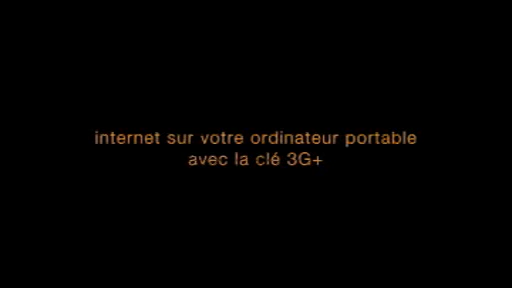 internet sur votre ordinateur portable
avec la clé 3G+